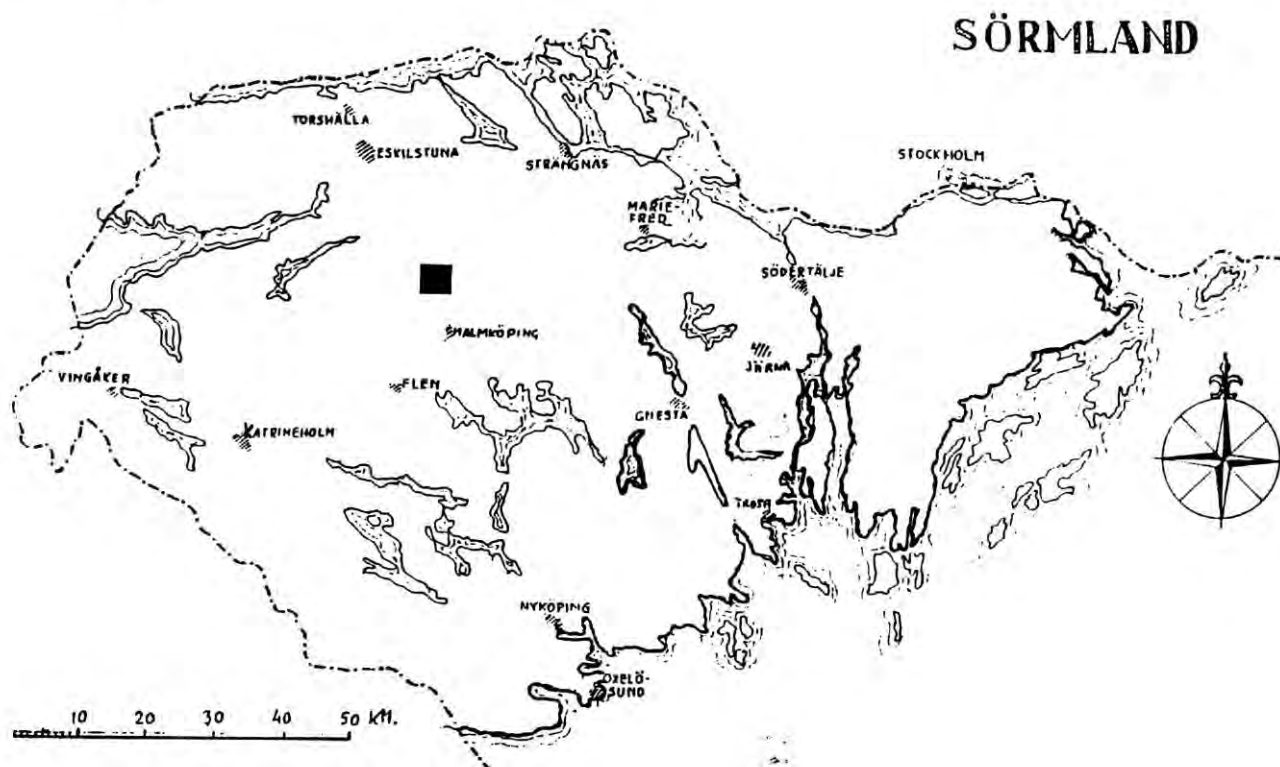 SÖRMLAND
TORSHÄLLA
ESKILSTUNA
STRÄNGNÄS
STOCKHOLM
MARIE-
FRED
SÖDERTÄLJE
MALMKÖPING
JÄRNA
VINGÅKER
FLEN
GNESTA
KATRINEHOLM
TROSA
NYKÖPING
OXELÖ-
SUND
10 20 30 40 50 KM.